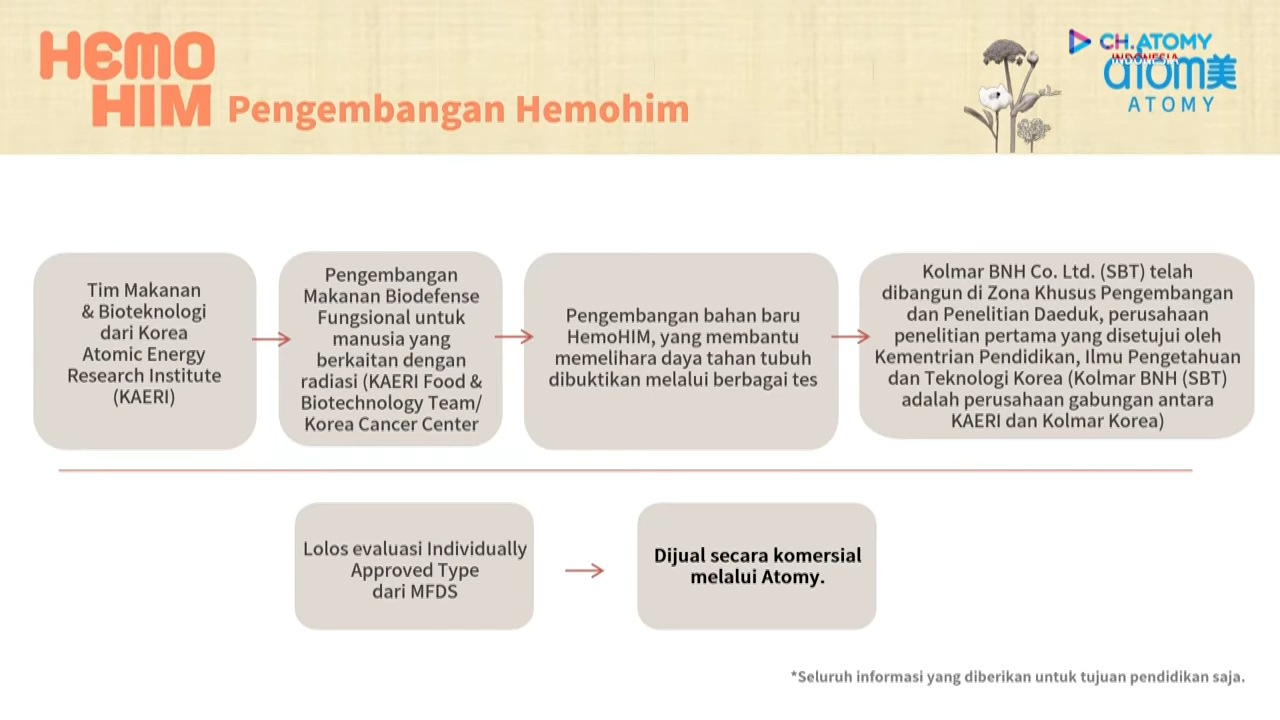 HEMO
HIM
Pengembangan Hemohim
CH.ATOMY
INDONESIA
atom美
ATOMY
Tim Makanan
& Bioteknologi
dari Korea
Atomic Energy
Research Institute
(KAERI)
Pengembangan
Makanan Biodefense
Fungsional untuk
manusia yang
berkaitan dengan
radiasi (KAERI Food &
Biotechnology Team/
Korea Cancer Center
Pengembangan bahan baru
HemoHIM, yang membantu
memelihara daya tahan tubuh
dibuktikan melalui berbagai tes
Kolmar BNH Co. Ltd. (SBT) telah
dibangun di Zona Khusus Pengembangan
dan Penelitian Daeduk, perusahaan
penelitian pertama yang disetujui oleh
Kementrian Pendidikan, Ilmu Pengetahuan
dan Teknologi Korea (Kolmar BNH (SBT)
adalah perusahaan gabungan antara
KAERI dan Kolmar Korea)
Lolos evaluasi Individually
Approved Type
dari MFDS
Dijual secara komersial
melalui Atomy.
*Seluruh informasi yang diberikan untuk tujuan pendidikan saja.